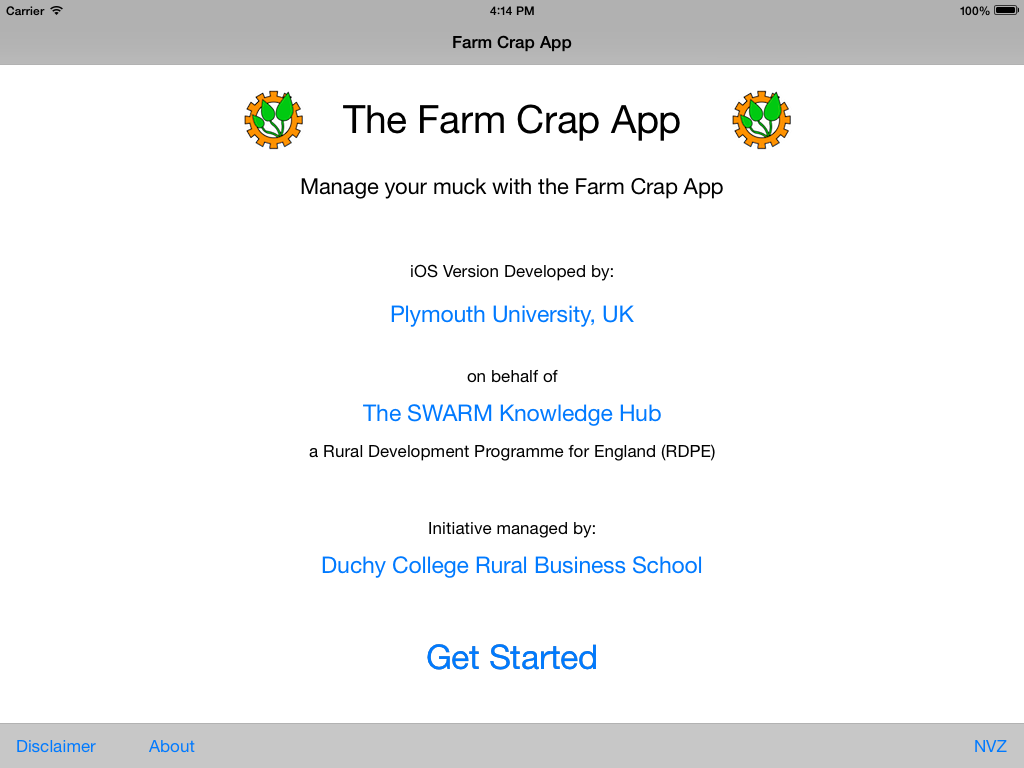 Carrier 4:14 PM 100%
Farm Crap App
The Farm Crap App
Manage your muck with the Farm Crap App
iOS Version Developed by:
Plymouth University, UK
on behalf of
The SWARM Knowledge Hub
a Rural Development Programme for England (RDPE)
Initiative managed by:
Duchy College Rural Business School
Get Started
Disclaimer About NVZ